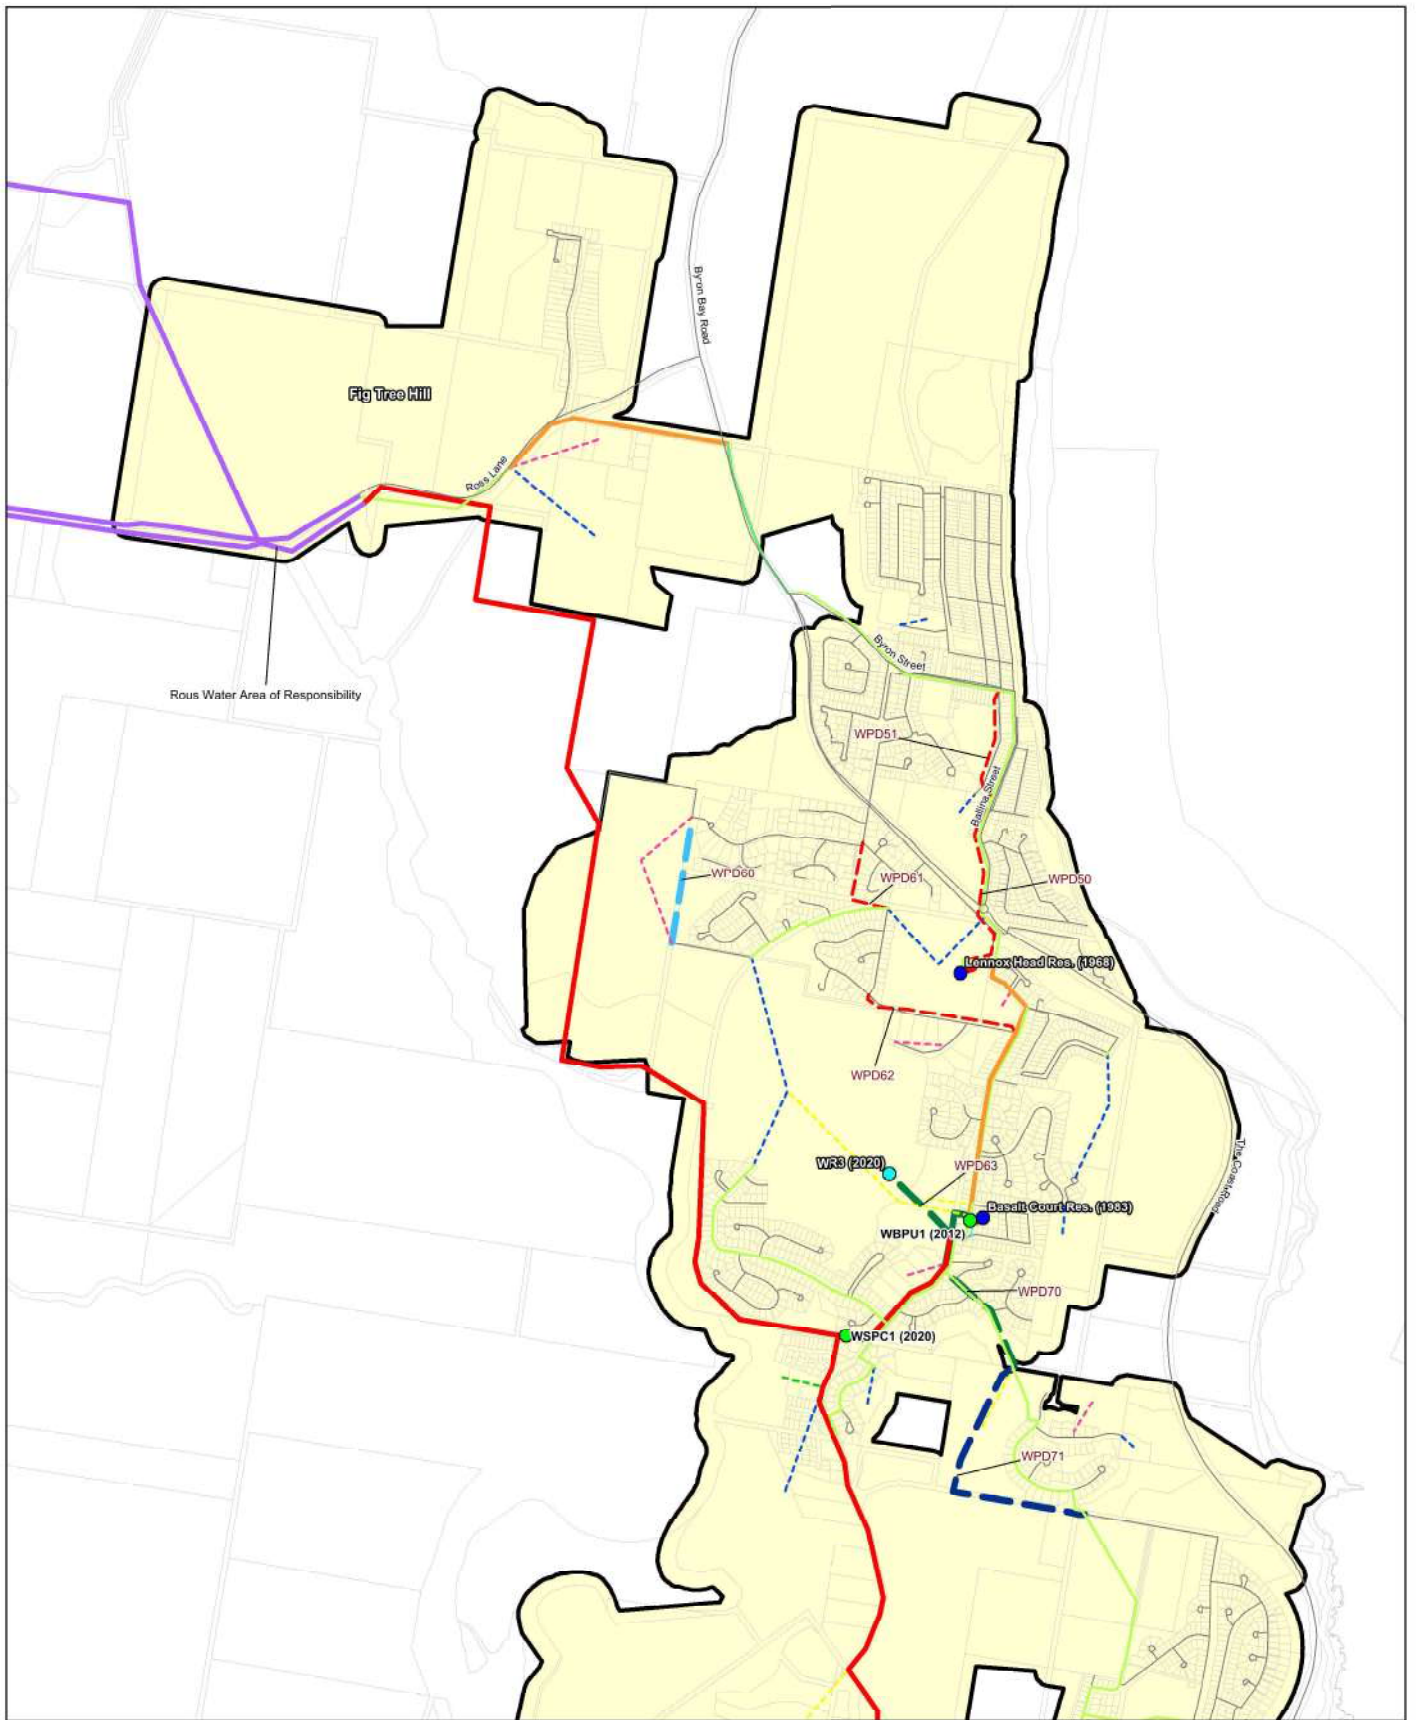 Byron Bay Road
Fig Tree Hill
Ross Lane
Rous Water Area of Responsibility
Byron Street
WPD51
Ballina Street
WPD60
WPD61
WPD50
Lennox Head Res. (1968)
WPD62
The Coast Road
WR3 (2020)
WPD63
Basalt Court Res. (1983)
WBPU1 (2012)
WPD70
WSPC1 (2020)
WPD71